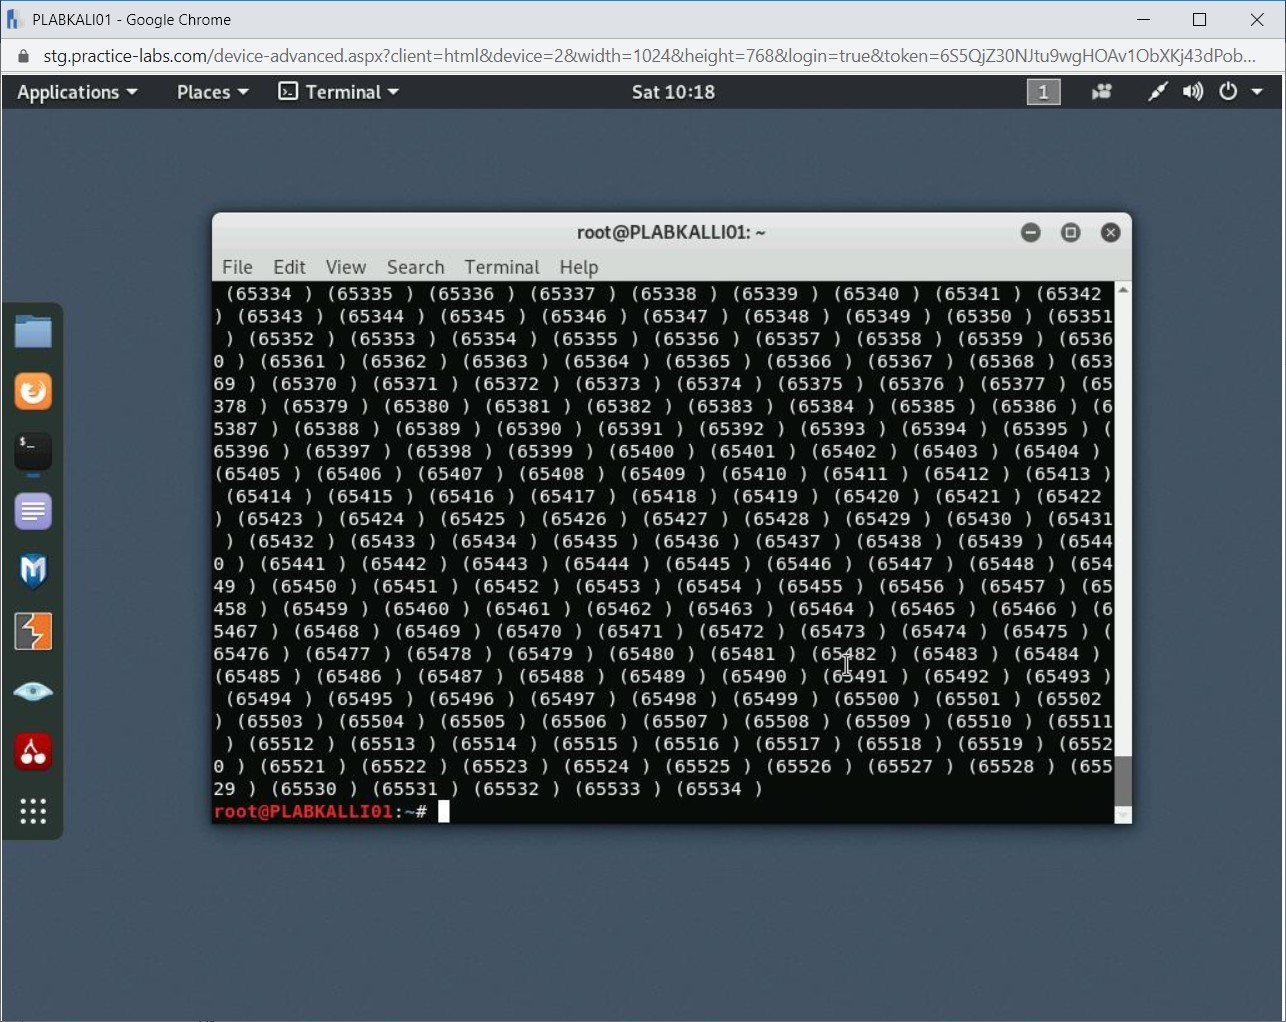 PLABKALI01 - Google Chrome
stg.practice-labs.com/device-advanced.aspx?client=html&device=2&width=1024&height=768&login=true&token=6S5QjZ30NJtu9wgHOAv1ObXKj43dPob...
Applications Places Terminal Sat 10:18 1
root@PLABKALLI01: ~
File Edit View Search Terminal Help
(65334 ) (65335 ) (65336 ) (65337 ) (65338 ) (65339 ) (65340 ) (65341 ) (65342
) (65343 ) (65344 ) (65345 ) (65346 ) (65347 ) (65348 ) (65349 ) (65350 ) (65351
) (65352 ) (65353 ) (65354 ) (65355 ) (65356 ) (65357 ) (65358 ) (65359 ) (6536
0 ) (65361 ) (65362 ) (65363 ) (65364 ) (65365 ) (65366 ) (65367 ) (65368 ) (653
69 ) (65370 ) (65371 ) (65372 ) (65373 ) (65374 ) (65375 ) (65376 ) (65377 ) (65
378 ) (65379 ) (65380 ) (65381 ) (65382 ) (65383 ) (65384 ) (65385 ) (65386 ) (6
5387 ) (65388 ) (65389 ) (65390 ) (65391 ) (65392 ) (65393 ) (65394 ) (65395 ) (
65396 ) (65397 ) (65398 ) (65399 ) (65400 ) (65401 ) (65402 ) (65403 ) (65404 )
(65405 ) (65406 ) (65407 ) (65408 ) (65409 ) (65410 ) (65411 ) (65412 ) (65413 )
(65414 ) (65415 ) (65416 ) (65417 ) (65418 ) (65419 ) (65420 ) (65421 ) (65422
) (65423 ) (65424 ) (65425 ) (65426 ) (65427 ) (65428 ) (65429 ) (65430 ) (65431
) (65432 ) (65433 ) (65434 ) (65435 ) (65436 ) (65437 ) (65438 ) (65439 ) (6544
0 ) (65441 ) (65442 ) (65443 ) (65444 ) (65445 ) (65446 ) (65447 ) (65448 ) (654
49 ) (65450 ) (65451 ) (65452 ) (65453 ) (65454 ) (65455 ) (65456 ) (65457 ) (65
458 ) (65459 ) (65460 ) (65461 ) (65462 ) (65463 ) (65464 ) (65465 ) (65466 ) (6
5467 ) (65468 ) (65469 ) (65470 ) (65471 ) (65472 ) (65473 ) (65474 ) (65475 ) (
65476 ) (65477 ) (65478 ) (65479 ) (65480 ) (65481 ) (65482 ) (65483 ) (65484 )
(65485 ) (65486 ) (65487 ) (65488 ) (65489 ) (65490 ) (65491 ) (65492 ) (65493 )
(65494 ) (65495 ) (65496 ) (65497 ) (65498 ) (65499 ) (65500 ) (65501 ) (65502
) (65503 ) (65504 ) (65505 ) (65506 ) (65507 ) (65508 ) (65509 ) (65510 ) (65511
) (65512 ) (65513 ) (65514 ) (65515 ) (65516 ) (65517 ) (65518 ) (65519 ) (6552
0 ) (65521 ) (65522 ) (65523 ) (65524 ) (65525 ) (65526 ) (65527 ) (65528 ) (655
29 ) (65530 ) (65531 ) (65532 ) (65533 ) (65534 )
root@PLABKALLI01:~#